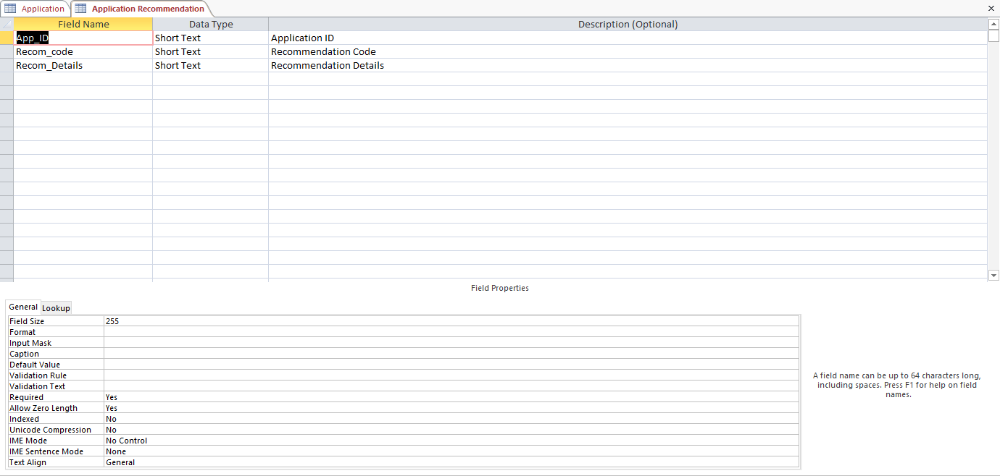 Application Application Recommendation
Field Name Data Type Description (Optional)
App_ID Short Text Application ID
Recom_code Short Text Recommendation Code
Recom_Details Short Text Recommendation Details
Field Properties
General Lookup
Field Size 255
Format
Input Mask
Caption
Default Value
Validation Rule
Validation Text
Required Yes
Allow Zero Length Yes
Indexed No
Unicode Compression No
IME Mode No Control
IME Sentence Mode None
Text Align General
A field name can be up to 64 characters long,
including spaces. Press F1 for help on field
names.